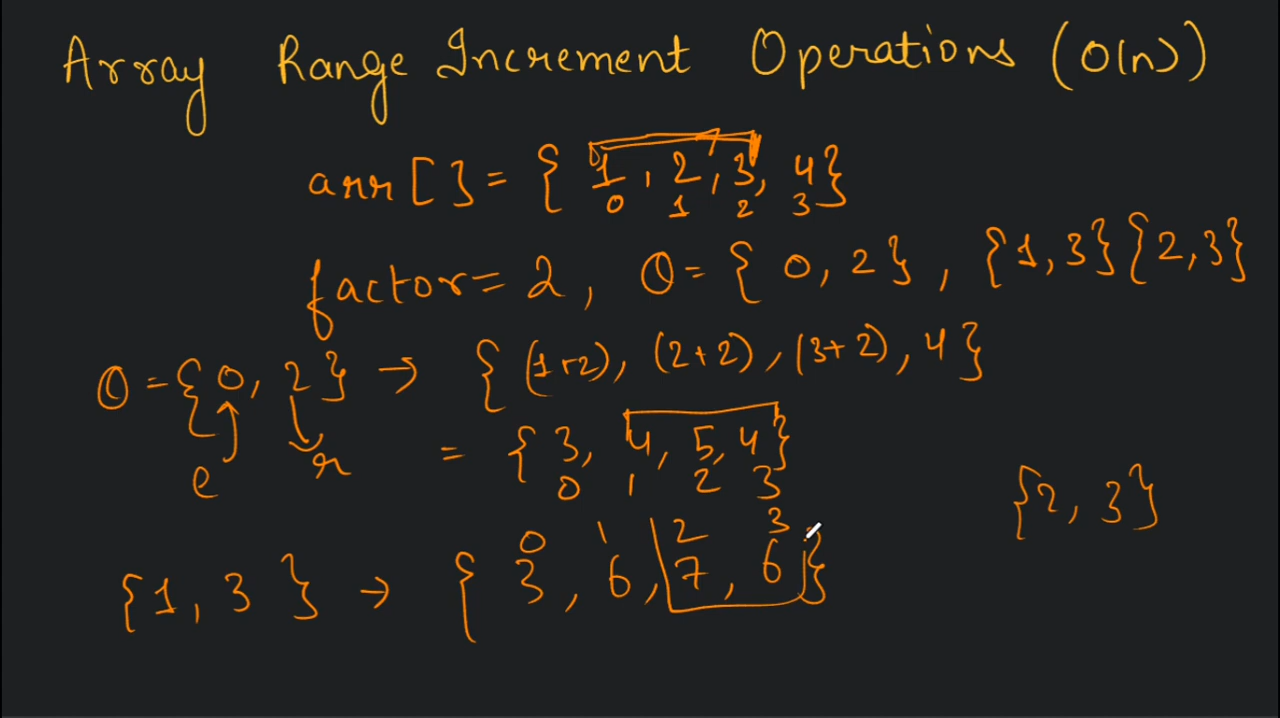 Array Range Increment Operations (O(n))
arr[] = { 1, 2, 3, 4}
0 1 2 3
factor = 2, Q = { 0, 2}, {1, 3} {2, 3}
Q = { 0, 2} → { (1+2), (2+2), (3+2), 4}
= { 3, 4, 5, 4}
r
0 1 2 3
{2, 3}
0 1 2 3
{1, 3} → { 3, 6, 7, 6}